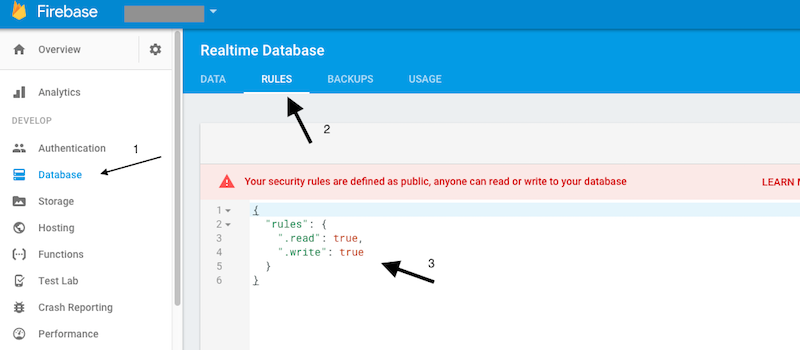 Firebase
Overview
Analytics
DEVELOP
Authentication
1
Database
Storage
Hosting
Functions
Test Lab
Crash Reporting
Performance
Realtime Database
DATA RULES BACKUPS USAGE
2
Your security rules are defined as public, anyone can read or write to your database LEARN
1 {
2 "rules": {
3 ".read": true,
4 ".write": true
5 }
6 }
3